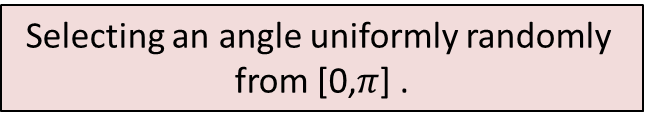 Selecting an angle uniformly randomly
from [0,𝜋] .